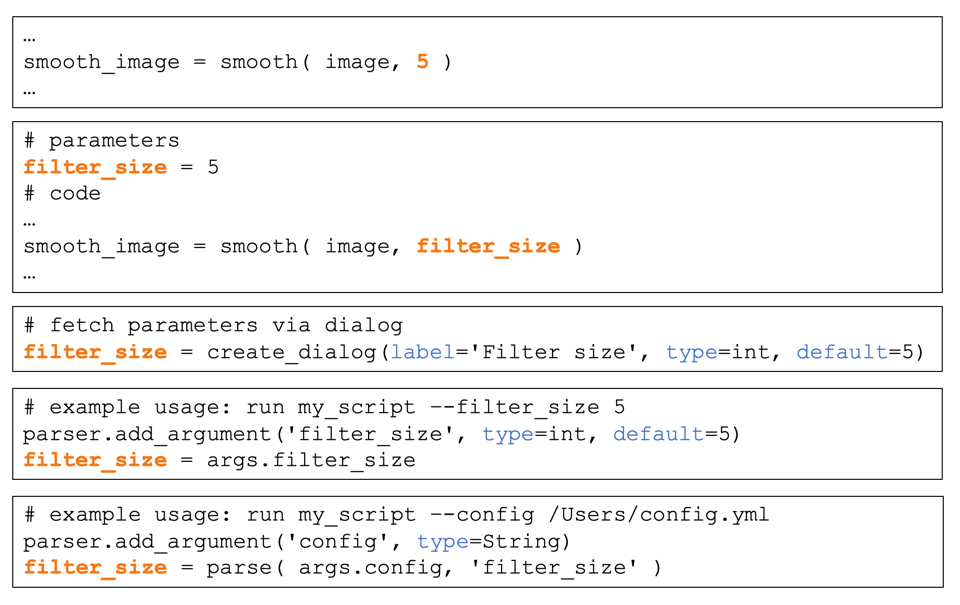 …
smooth_image = smooth( image, 5 )
…
# parameters
filter_size = 5
# code
…
smooth_image = smooth( image, filter_size )
…
# fetch parameters via dialog
filter_size = create_dialog(label='Filter size', type=int, default=5)
# example usage: run my_script –-filter_size 5
parser.add_argument('filter_size', type=int, default=5)
filter_size = args.filter_size
# example usage: run my_script –-config /Users/config.yml
parser.add_argument('config', type=String)
filter_size = parse( args.config, 'filter_size' )